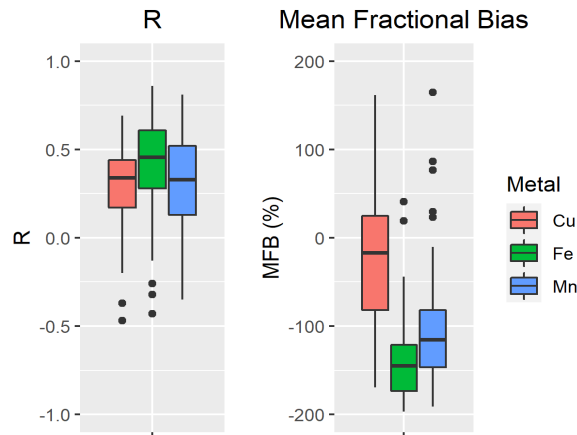 R
Mean Fractional Bias
1.0
0.5
0.0
-0.5
-1.0
R
200
100
0
-100
-200
MFB (%)
Metal
Cu
Fe
Mn